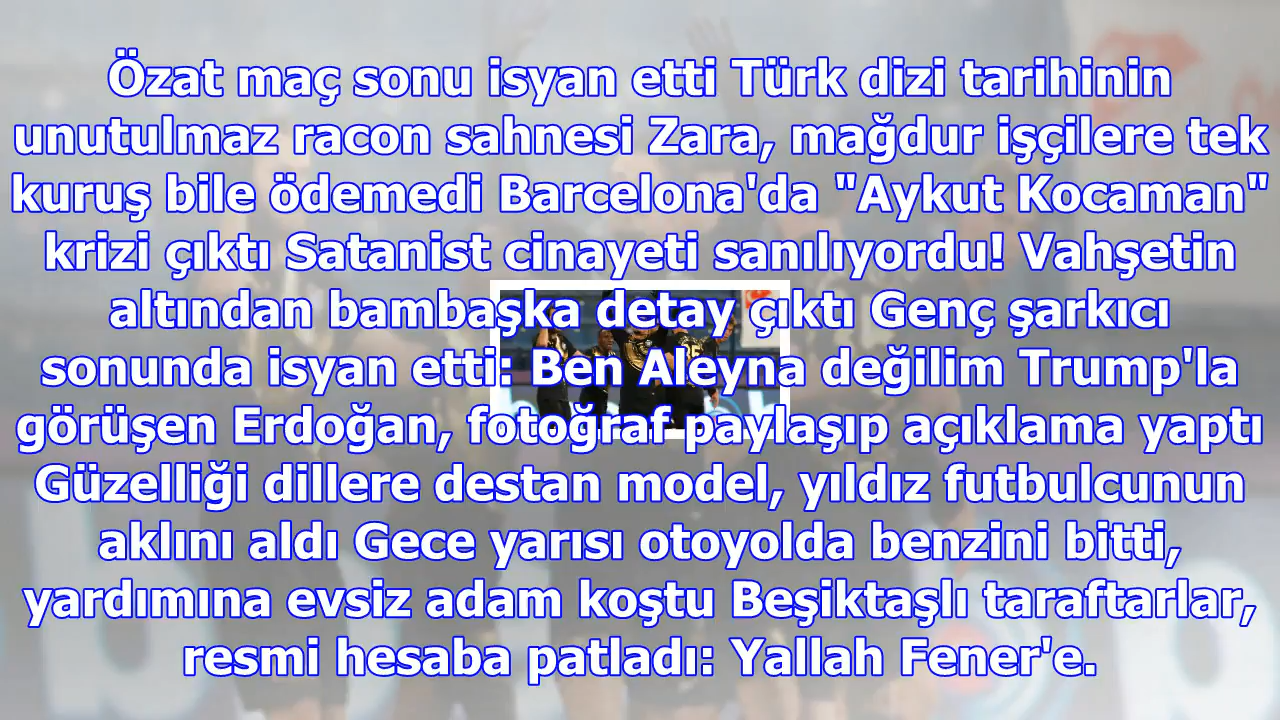 Özat maç sonu isyan etti Türk dizi tarihinin
unutulmaz racon sahnesi Zara, mağdur işçilere tek
kuruş bile ödemedi Barcelona'da "Aykut Kocaman"
krizi çıktı Satanist cinayeti sanılıyordu! Vahşetin
altından bambaşka detay çıktı Genç şarkıcı
sonunda isyan etti: Ben Aleyna değilim Trump'la
görüşen Erdoğan, fotoğraf paylaşıp açıklama yaptı
Güzelliği dillere destan model, yıldız futbulcunun
aklını aldı Gece yarısı otoyolda benzini bitti,
yardımına evsiz adam koştu Beşiktaşlı taraftarlar,
resmi hesaba patladı: Yallah Fener'e.